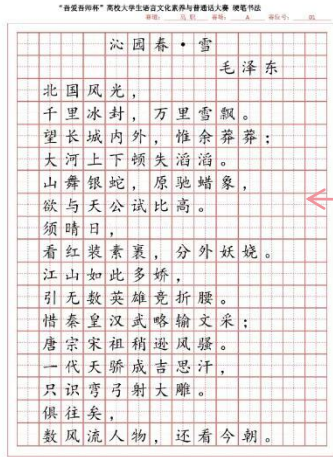 “吾爱吾师杯”高校大学生语言文化素养与普通话大赛 硬笔书法
沁园春·雪
毛泽东
北国风光，
千里冰封，万里雪飘。
望长城内外，惟余莽莽；
大河上下顿失滔滔。
山舞银蛇，原驰蜡象，
欲与天公试比高。
须晴日，
看红装素裹，分外妖娆。
江山如此多娇，
引无数英雄竞折腰。
惜秦皇汉武略输文采；
唐宗宋祖稍逊风骚。
一代天骄成吉思汗，
只识弯弓射大雕。
俱往矣，
数风流人物，还看今朝。